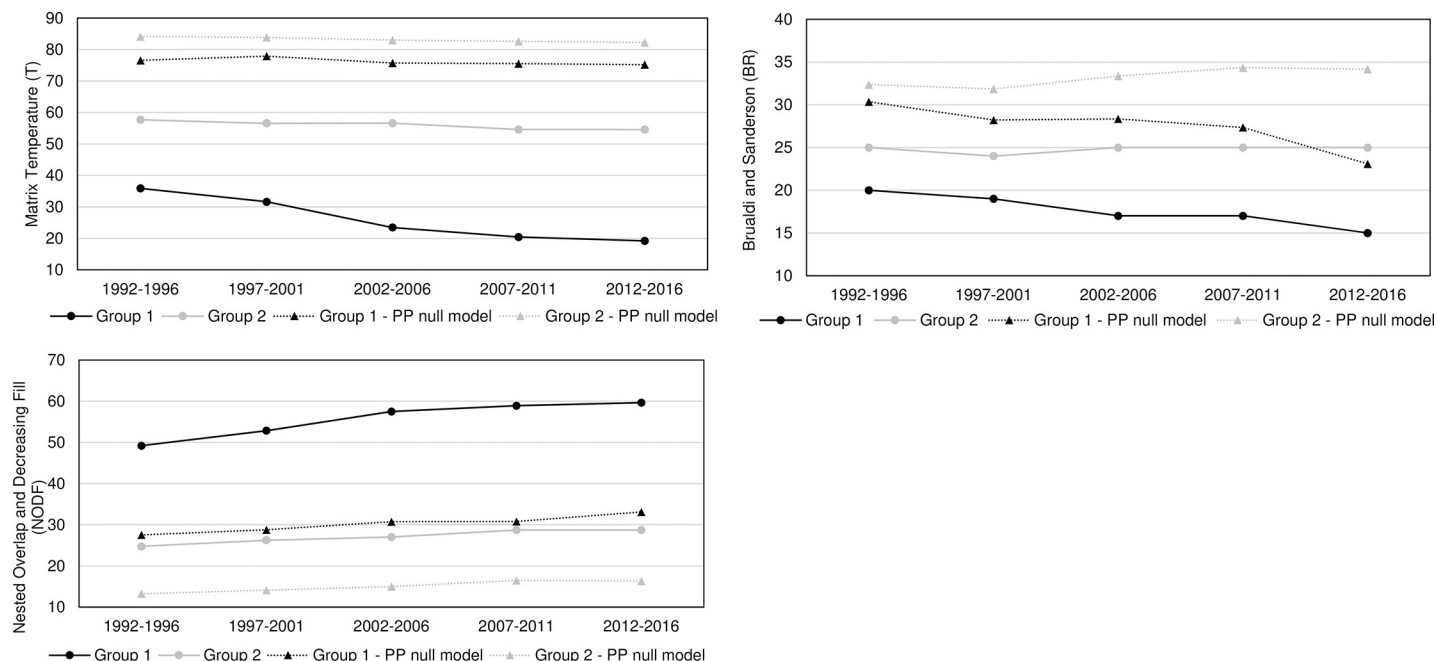 Matrix Temperature (T)
90
80
70
60
50
40
30
20
10
1992-1996 1997-2001 2002-2006 2007-2011 2012-2016
Group 1 Group 2 Group 1 - PP null model Group 2 - PP null model
Brualdi and Sanderson (BR)
40
35
30
25
20
15
10
1992-1996 1997-2001 2002-2006 2007-2011 2012-2016
Group 1 Group 2 Group 1 - PP null model Group 2 - PP null model
Nested Overlap and Decreasing Fill
(NODF)
70
60
50
40
30
20
10
1992-1996 1997-2001 2002-2006 2007-2011 2012-2016
Group 1 Group 2 Group 1 - PP null model Group 2 - PP null model